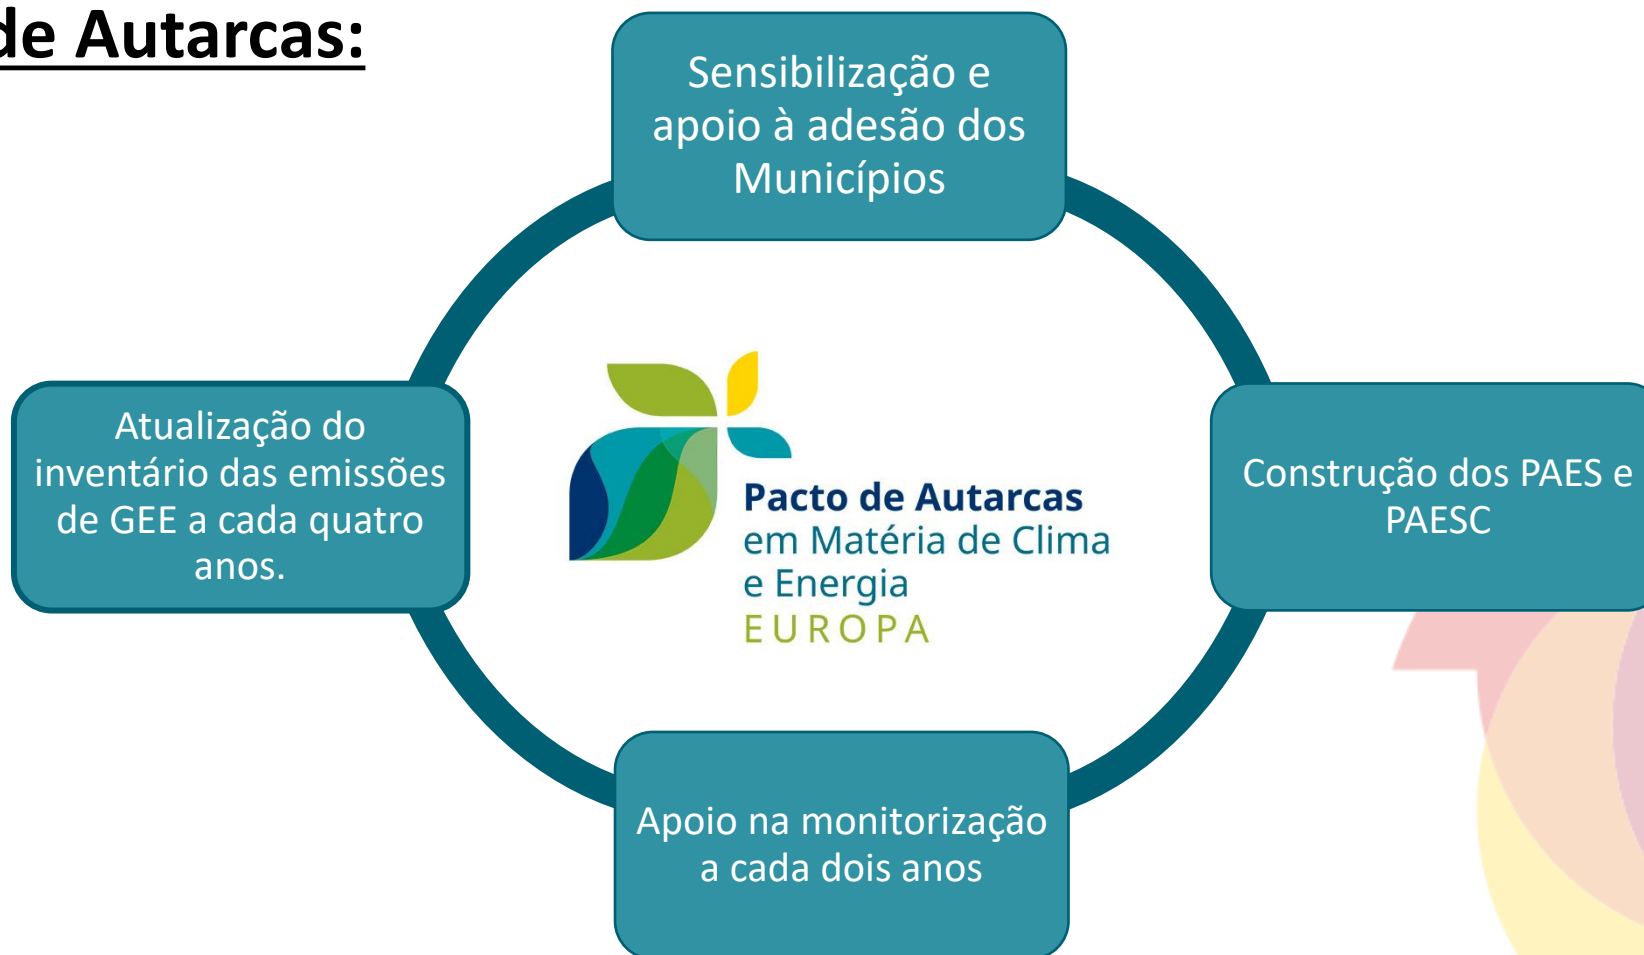 de Autarcas:
Sensibilização e
apoio à adesão dos
Municípios
Atualização do
inventário das emissões
de GEE a cada quatro
anos.
Pacto de Autarcas
em Matéria de Clima
e Energia
EUROPA
Construção dos PAES e
PAESC
Apoio na monitorização
a cada dois anos